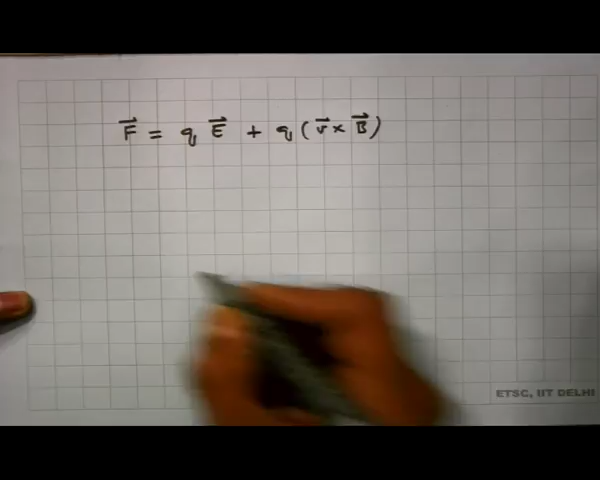 F⃗ = q E⃗ + q (v⃗ × B⃗)
ETSC, IIT DELHI